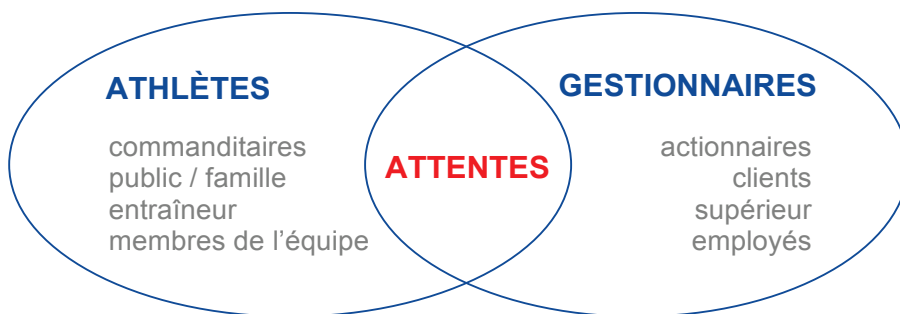 ATHLÈTES
commanditaires
public / famille
entraîneur
membres de l'équipe
ATTENTES
GESTIONNAIRES
actionnaires
clients
supérieur
employés